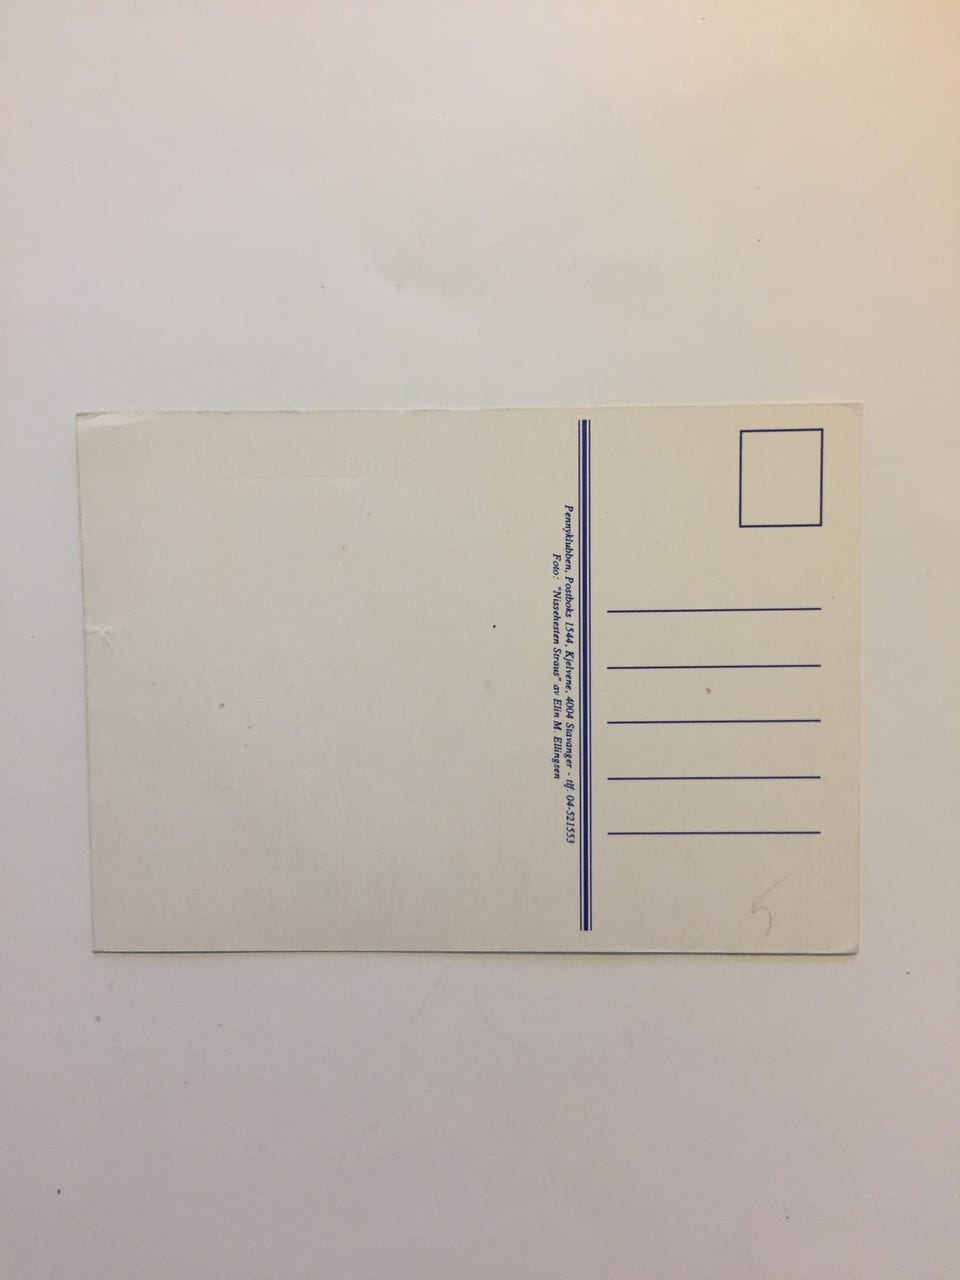 Pennyklubben, Postboks 1544, Kjelvene, 4004 Stavanger - tlf. 04-521553
Foto: "Nissehesten Straus" av Elin M. Ellingsen
5